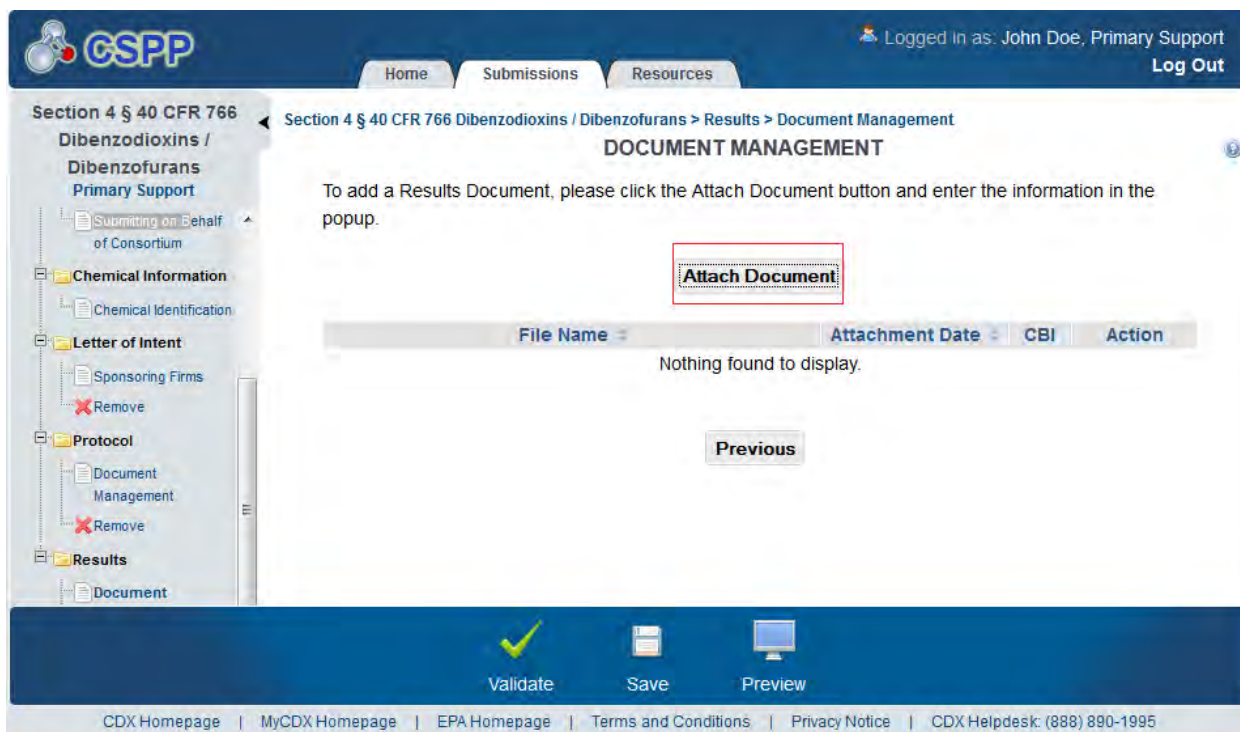 CSPP
Logged in as: John Doe, Primary Support
Log Out
Home
Submissions
Resources
Section 4 § 40 CFR 766
Dibenzodioxins /
Dibenzofurans
Primary Support
Submitting on Behalf
of Consortium
Chemical Information
Chemical Identification
Letter of Intent
Sponsoring Firms
Remove
Protocol
Document
Management
Remove
Results
Document
Section 4 § 40 CFR 766 Dibenzodioxins / Dibenzofurans > Results > Document Management
DOCUMENT MANAGEMENT
To add a Results Document, please click the Attach Document button and enter the information in the
popup.
Attach Document
File Name Attachment Date CBI Action
Nothing found to display.
Previous
Validate Save Preview
CDX Homepage | MyCDX Homepage | EPA Homepage | Terms and Conditions | Privacy Notice | CDX Helpdesk: (888) 890-1995